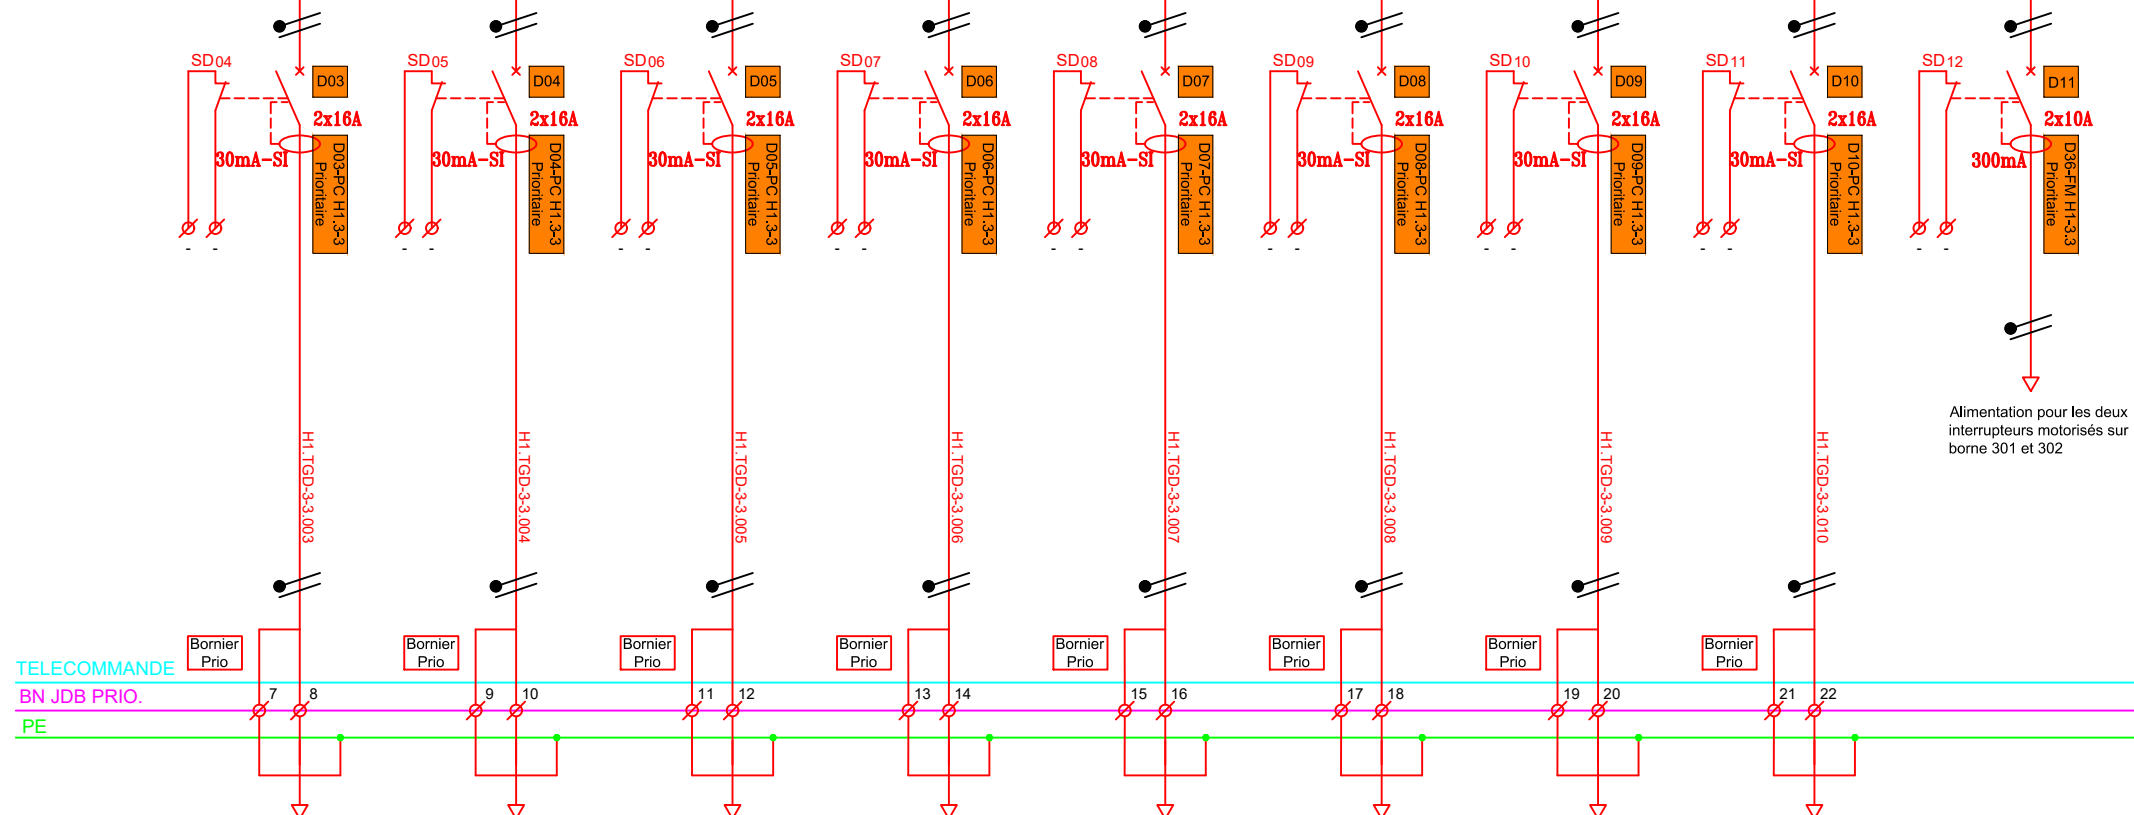 SD04
D03
2x16A
30mA-SI
D03-PC H1.3-3
Prioritaire
-
-
H1.TGD-3-3.003
SD05
D04
2x16A
30mA-SI
D04-PC H1.3-3
Prioritaire
-
-
H1.TGD-3-3.004
SD06
D05
2x16A
30mA-SI
D05-PC H1.3-3
Prioritaire
-
-
H1.TGD-3-3.005
SD07
D06
2x16A
30mA-SI
D06-PC H1.3-3
Prioritaire
-
-
H1.TGD-3-3.006
SD08
D07
2x16A
30mA-SI
D07-PC H1.3-3
Prioritaire
-
-
H1.TGD-3-3.007
SD09
D08
2x16A
30mA-SI
D08-PC H1.3-3
Prioritaire
-
-
H1.TGD-3-3.008
SD10
D09
2x16A
30mA-SI
D09-PC H1.3-3
Prioritaire
-
-
H1.TGD-3-3.009
SD11
D10
2x16A
30mA-SI
D10-PC H1.3-3
Prioritaire
-
-
H1.TGD-3-3.010
SD12
D11
2x10A
300mA
D36-FM H1-3.3
Prioritaire
-
-
Alimentation pour les deux
interrupteurs motorisés sur
borne 301 et 302
Bornier
Prio
Bornier
Prio
Bornier
Prio
Bornier
Prio
Bornier
Prio
Bornier
Prio
Bornier
Prio
Bornier
Prio
TELECOMMANDE
BN JDB PRIO.
7 8
9 10
11 12
13 14
15 16
17 18
19 20
21 22
PE